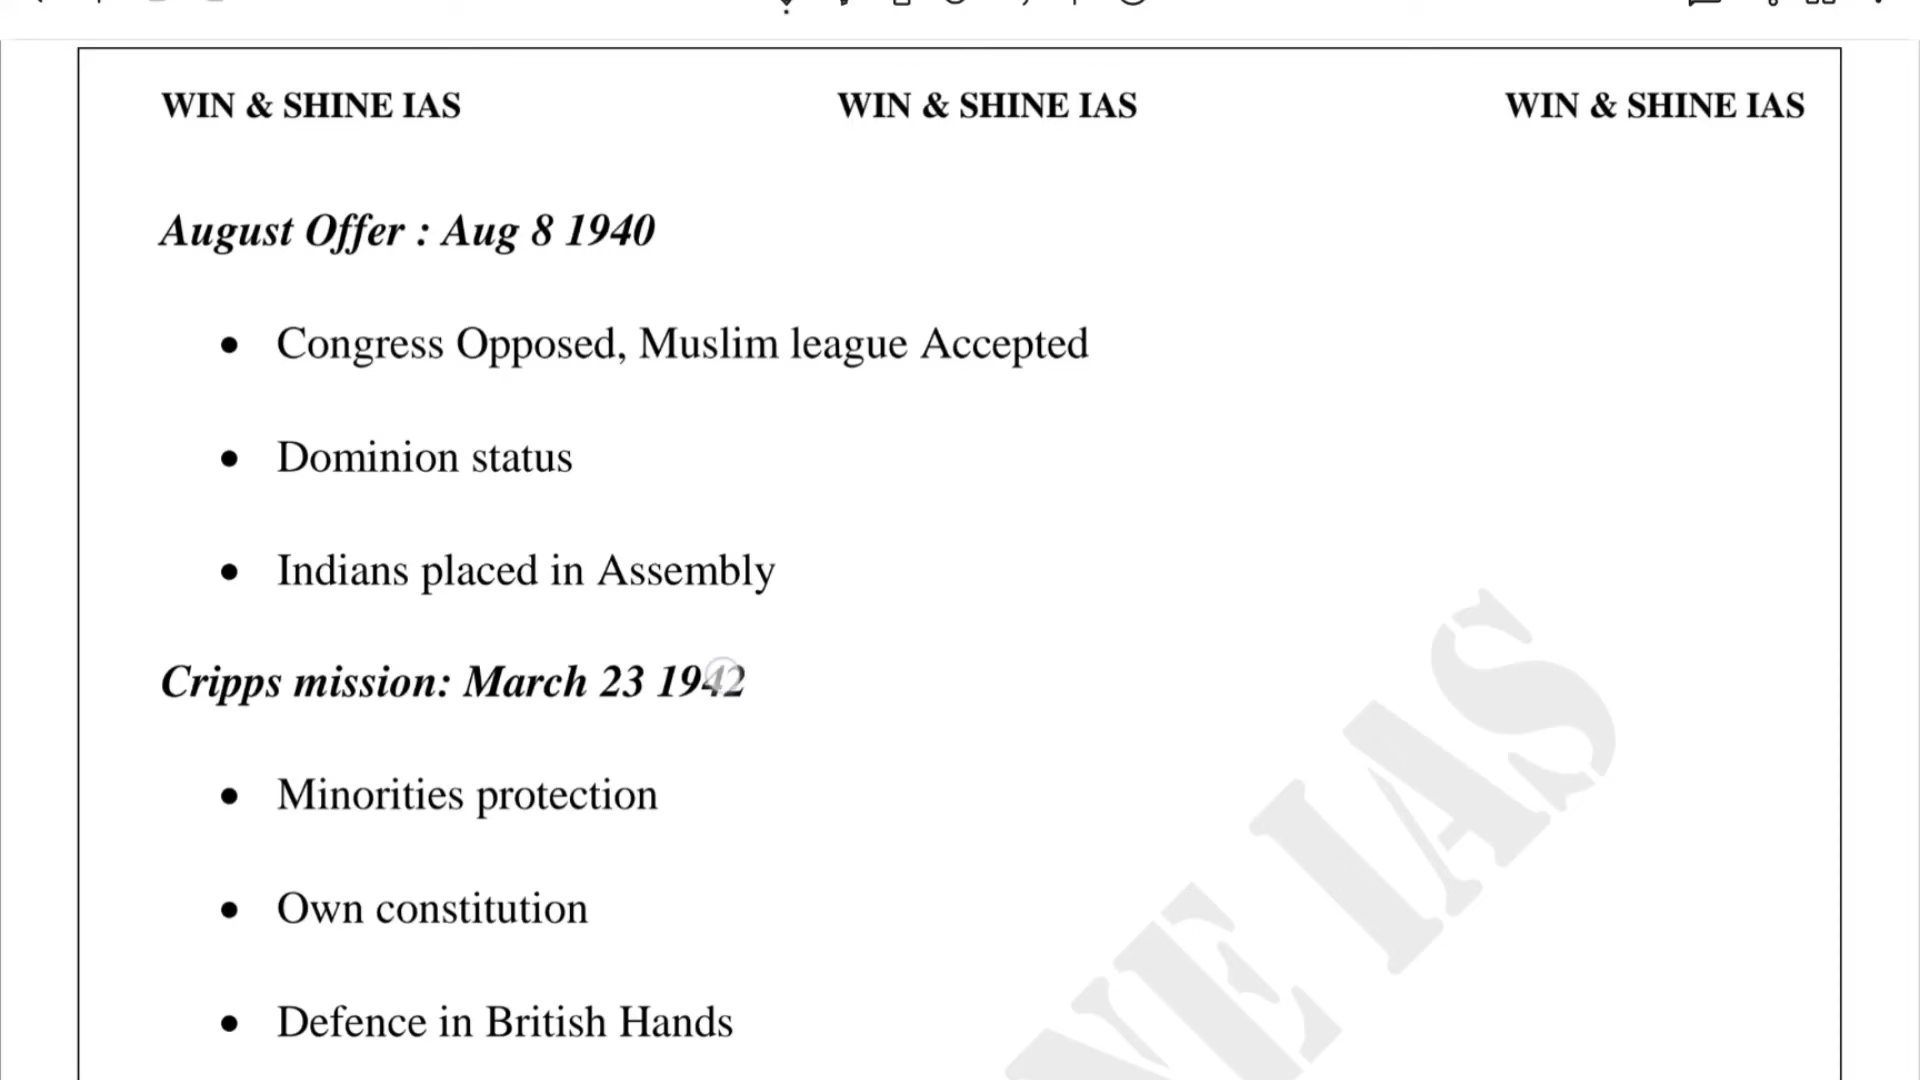 WIN & SHINE IAS WIN & SHINE IAS WIN & SHINE IAS
August Offer : Aug 8 1940
• Congress Opposed, Muslim league Accepted
• Dominion status
• Indians placed in Assembly
Cripps mission: March 23 1942
• Minorities protection
• Own constitution
• Defence in British Hands
NE IAS